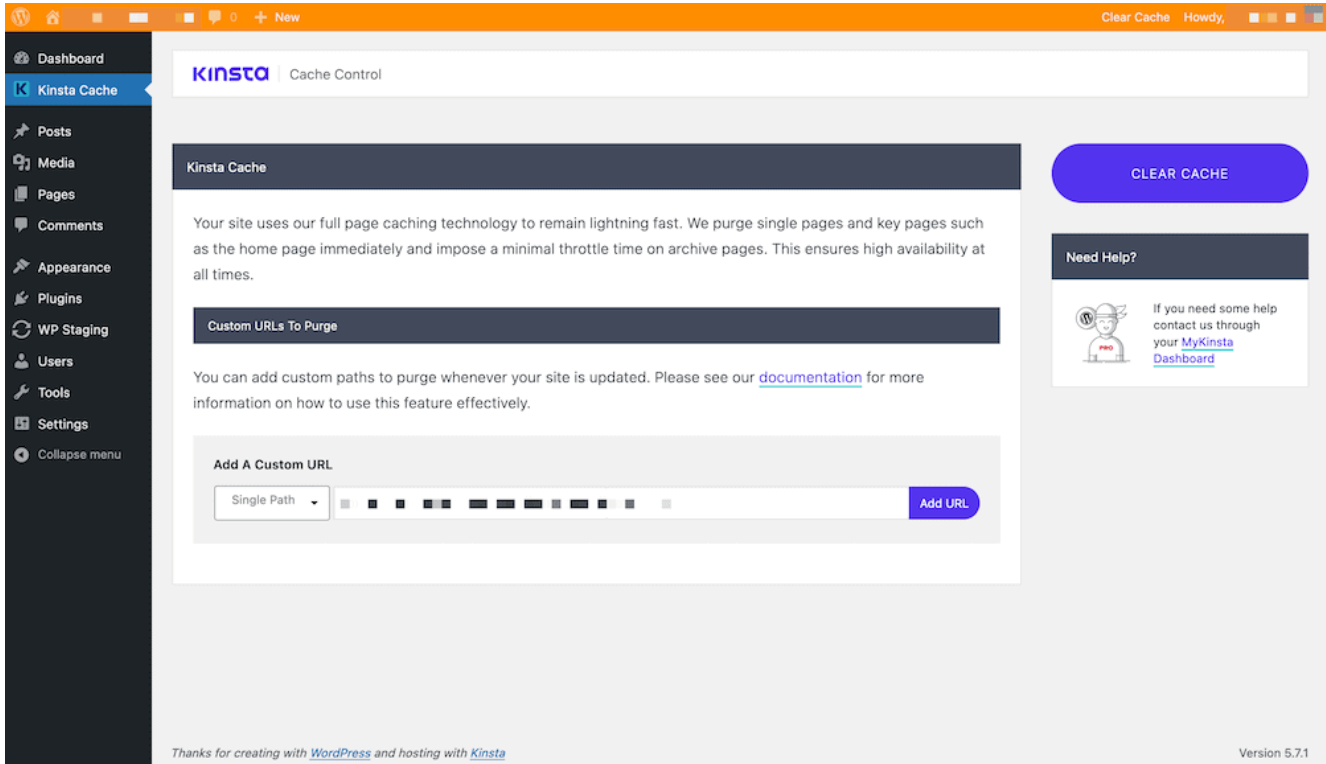 0 + New Clear Cache Howdy,
Dashboard
Kinsta Cache
Posts
Media
Pages
Comments
Appearance
Plugins
WP Staging
Users
Tools
Settings
Collapse menu
KINSTA Cache Control
Kinsta Cache
Your site uses our full page caching technology to remain lightning fast. We purge single pages and key pages such
as the home page immediately and impose a minimal throttle time on archive pages. This ensures high availability at
all times.
Custom URLs To Purge
You can add custom paths to purge whenever your site is updated. Please see our documentation for more
information on how to use this feature effectively.
Add A Custom URL
Single Path Add URL
CLEAR CACHE
Need Help?
PRO
If you need some help
contact us through
your MyKinsta
Dashboard
Thanks for creating with WordPress and hosting with Kinsta
Version 5.7.1